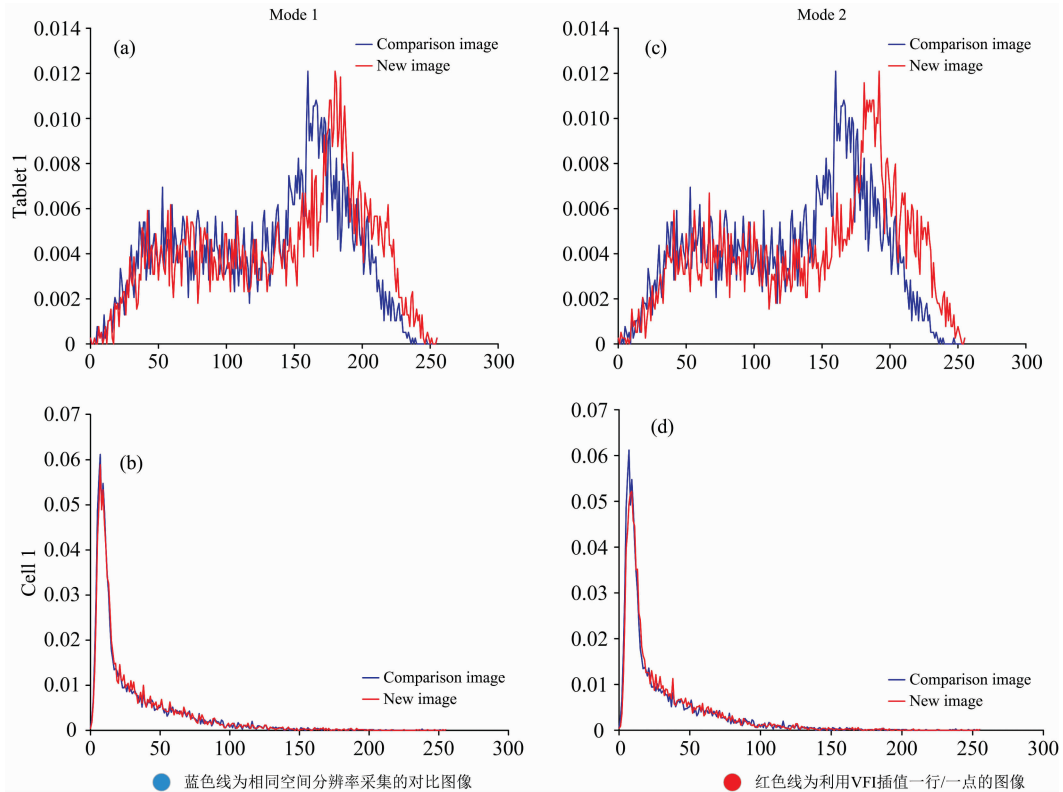 Mode 1
Mode 2
0.014
0.012
0.010
0.008
0.006
0.004
0.002
0
0 50 100 150 200 250 300
Tablet 1
(a)
Comparison image
New image
0.014
0.012
0.010
0.008
0.006
0.004
0.002
0
0 50 100 150 200 250 300
(c)
Comparison image
New image
0.07
0.06
0.05
0.04
0.03
0.02
0.01
0
0 50 100 150 200 250 300
Cell 1
(b)
Comparison image
New image
0.07
0.06
0.05
0.04
0.03
0.02
0.01
0
0 50 100 150 200 250 300
(d)
Comparison image
New image
蓝色线为相同空间分辨率采集的对比图像
红色线为利用VFI插值一行/一点的图像